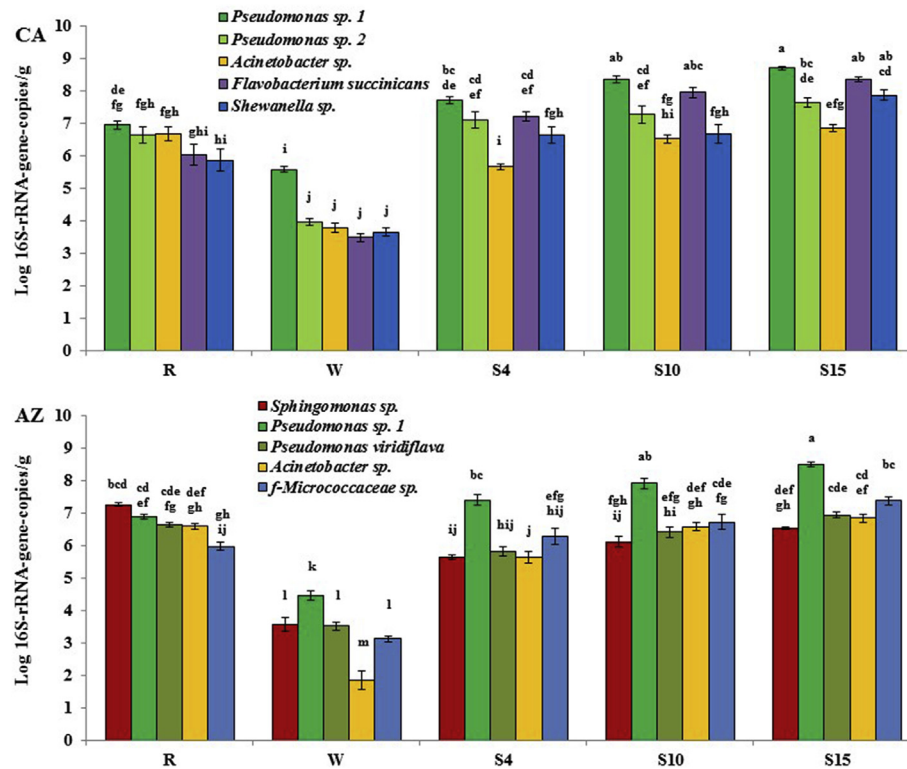 CA
Pseudomonas sp. 1
Pseudomonas sp. 2
Acinetobacter sp.
Flavobacterium succinicans
Shewanella sp.
Log 16S-rRNA-gene-copies/g
10
9
8
7
6
5
4
3
2
1
0
de
fg
fgh
fgh
ghi
hi
i
j
j
j
j
bc
de
cd
ef
i
cd
ef
fgh
ab
cd
ef
fg
hi
abc
fgh
a
bc
de
efg
ab
ab
cd
R
W
S4
S10
S15
AZ
Sphingomonas sp.
Pseudomonas sp. 1
Pseudomonas viridiflava
Acinetobacter sp.
f-Micrococcaceae sp.
Log 16S-rRNA-gene-copies/g
10
9
8
7
6
5
4
3
2
1
0
bcd
cd
ef
cde
fg
def
gh
gh
ij
l
k
l
m
l
ij
bc
hij
j
efg
hij
fgh
ij
ab
efg
hi
def
gh
cde
fg
def
gh
a
cde
cd
ef
bc
R
W
S4
S10
S15